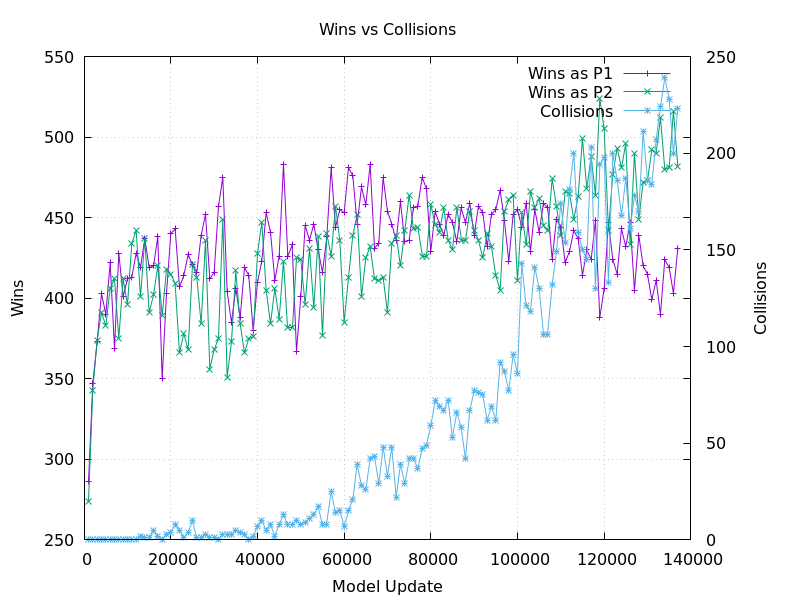 Wins vs Collisions
550
500
450
400
350
300
250
250
200
150
100
50
0
Wins as P1
Wins as P2
Collisions
Wins
Collisions
0 20000 40000 60000 80000 100000 120000 140000
Model Update